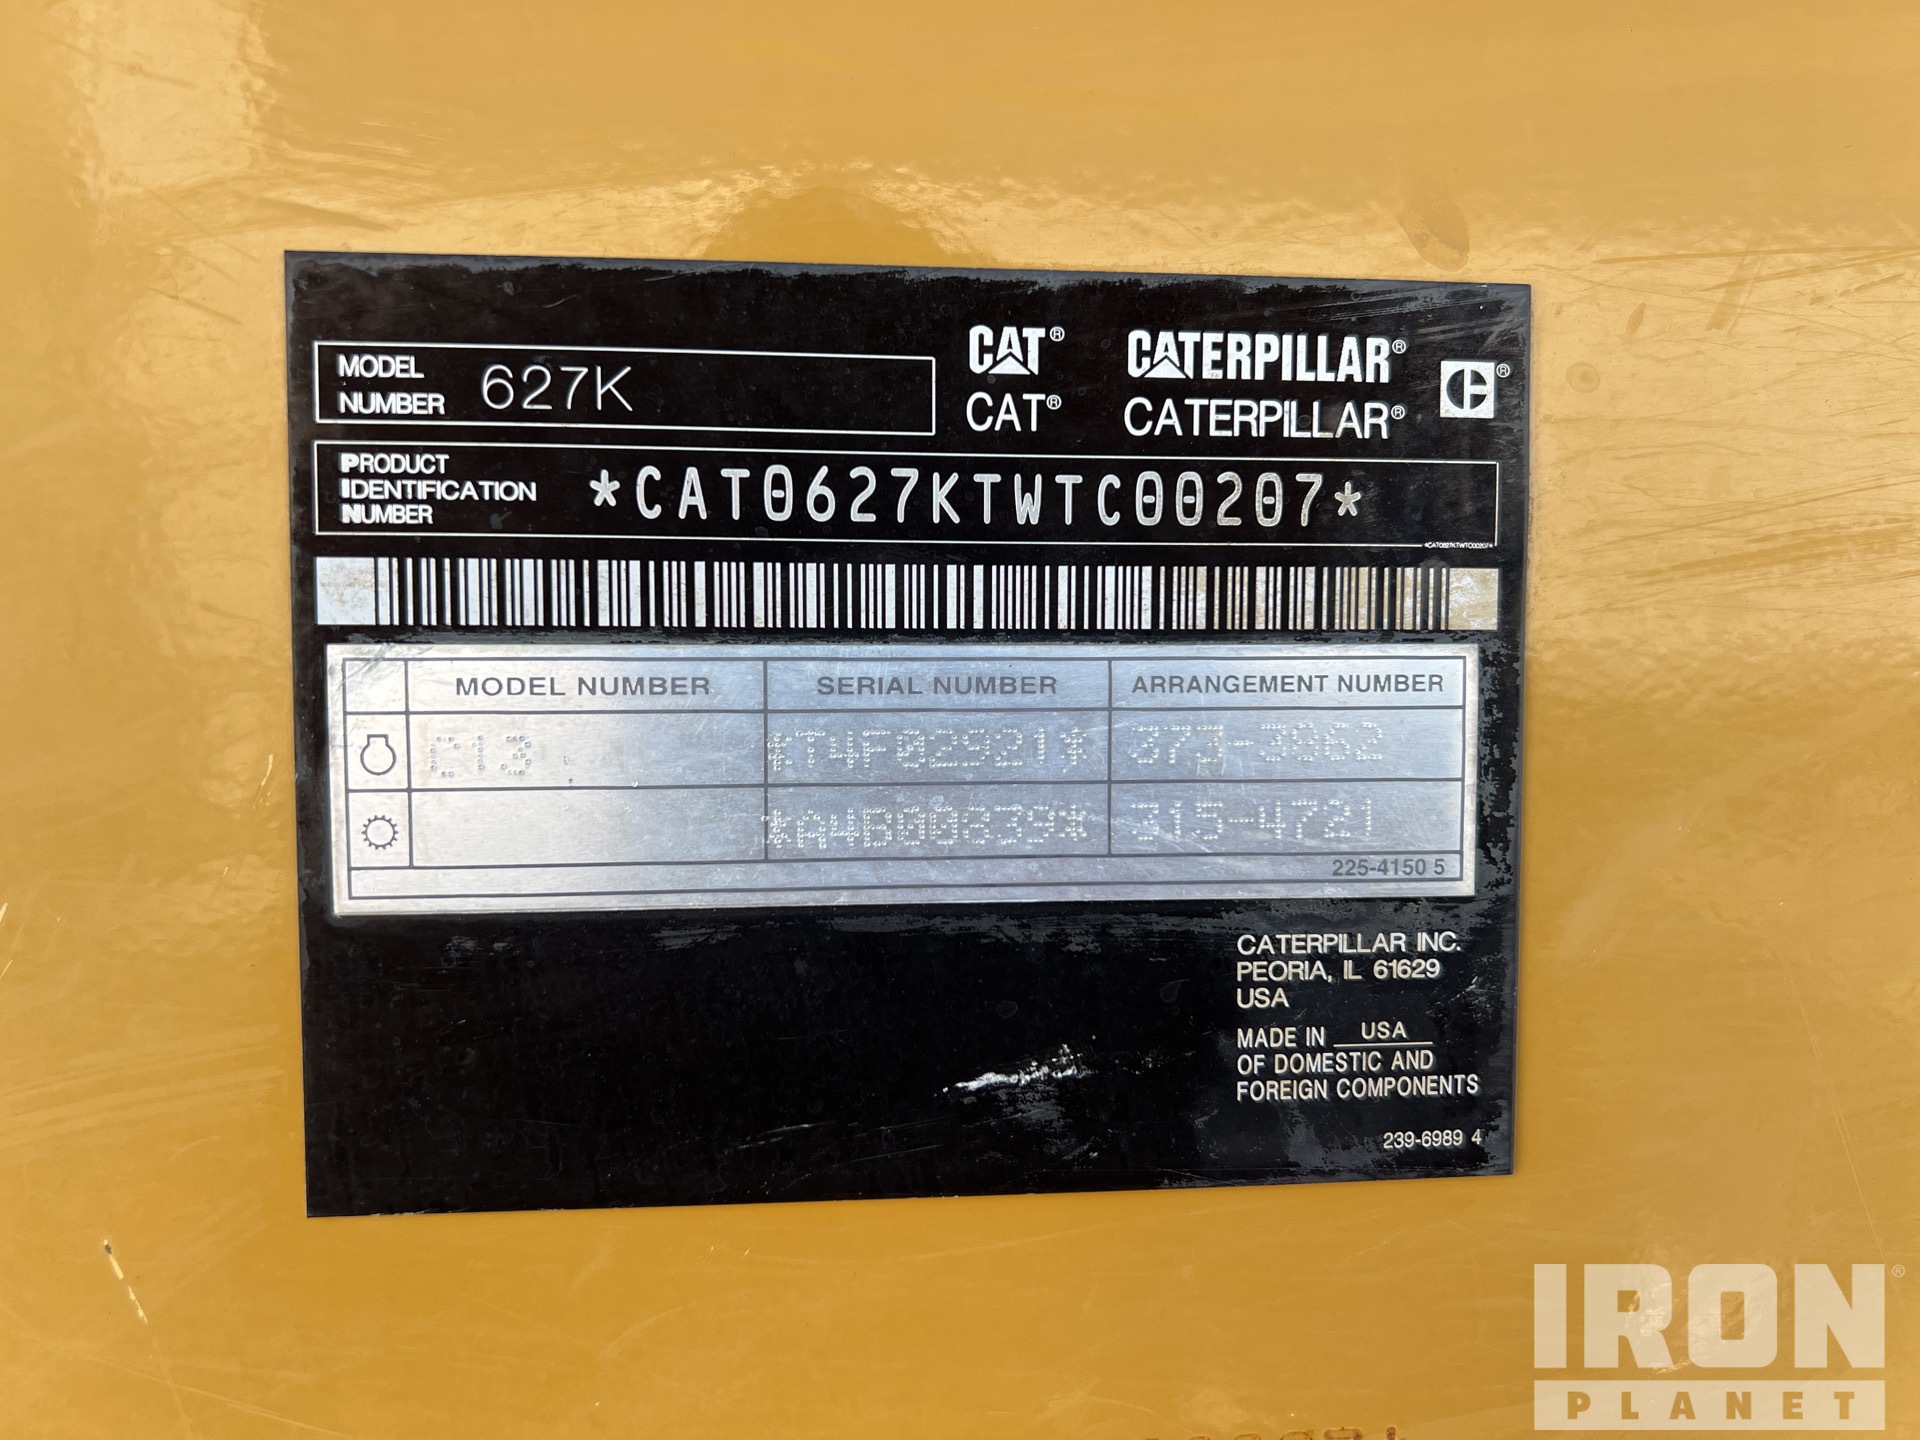 MODEL NUMBER 627K
CAT® CATERPILLAR®
CAT® CATERPILLAR®
PRODUCT IDENTIFICATION NUMBER *CAT0627KTWTC00207*
*CAT0627KTWTC00207*
MODEL NUMBER SERIAL NUMBER ARRANGEMENT NUMBER
C13 *T4F02921* 373-3862
*A4B00839* 315-4721
225-4150 5
CATERPILLAR INC.
PEORIA, IL 61629
USA
MADE IN USA
OF DOMESTIC AND
FOREIGN COMPONENTS
239-6989 4
IRON®
PLANET